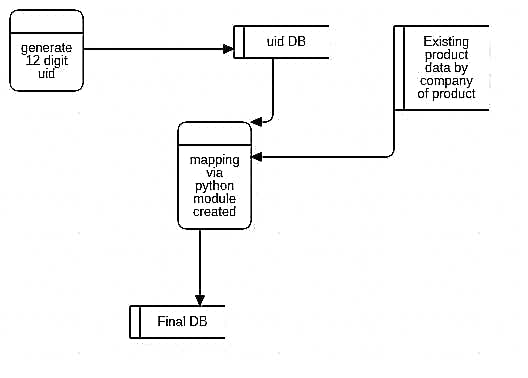 generate
12 digit
uid
uid DB
Existing
product
data by
company
of product
mapping
via
python
module
created
Final DB